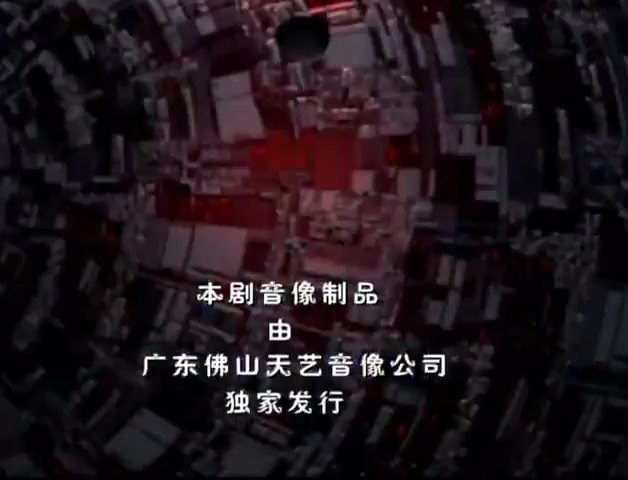 本剧音像制品
由
广东佛山天艺音像公司
独家发行